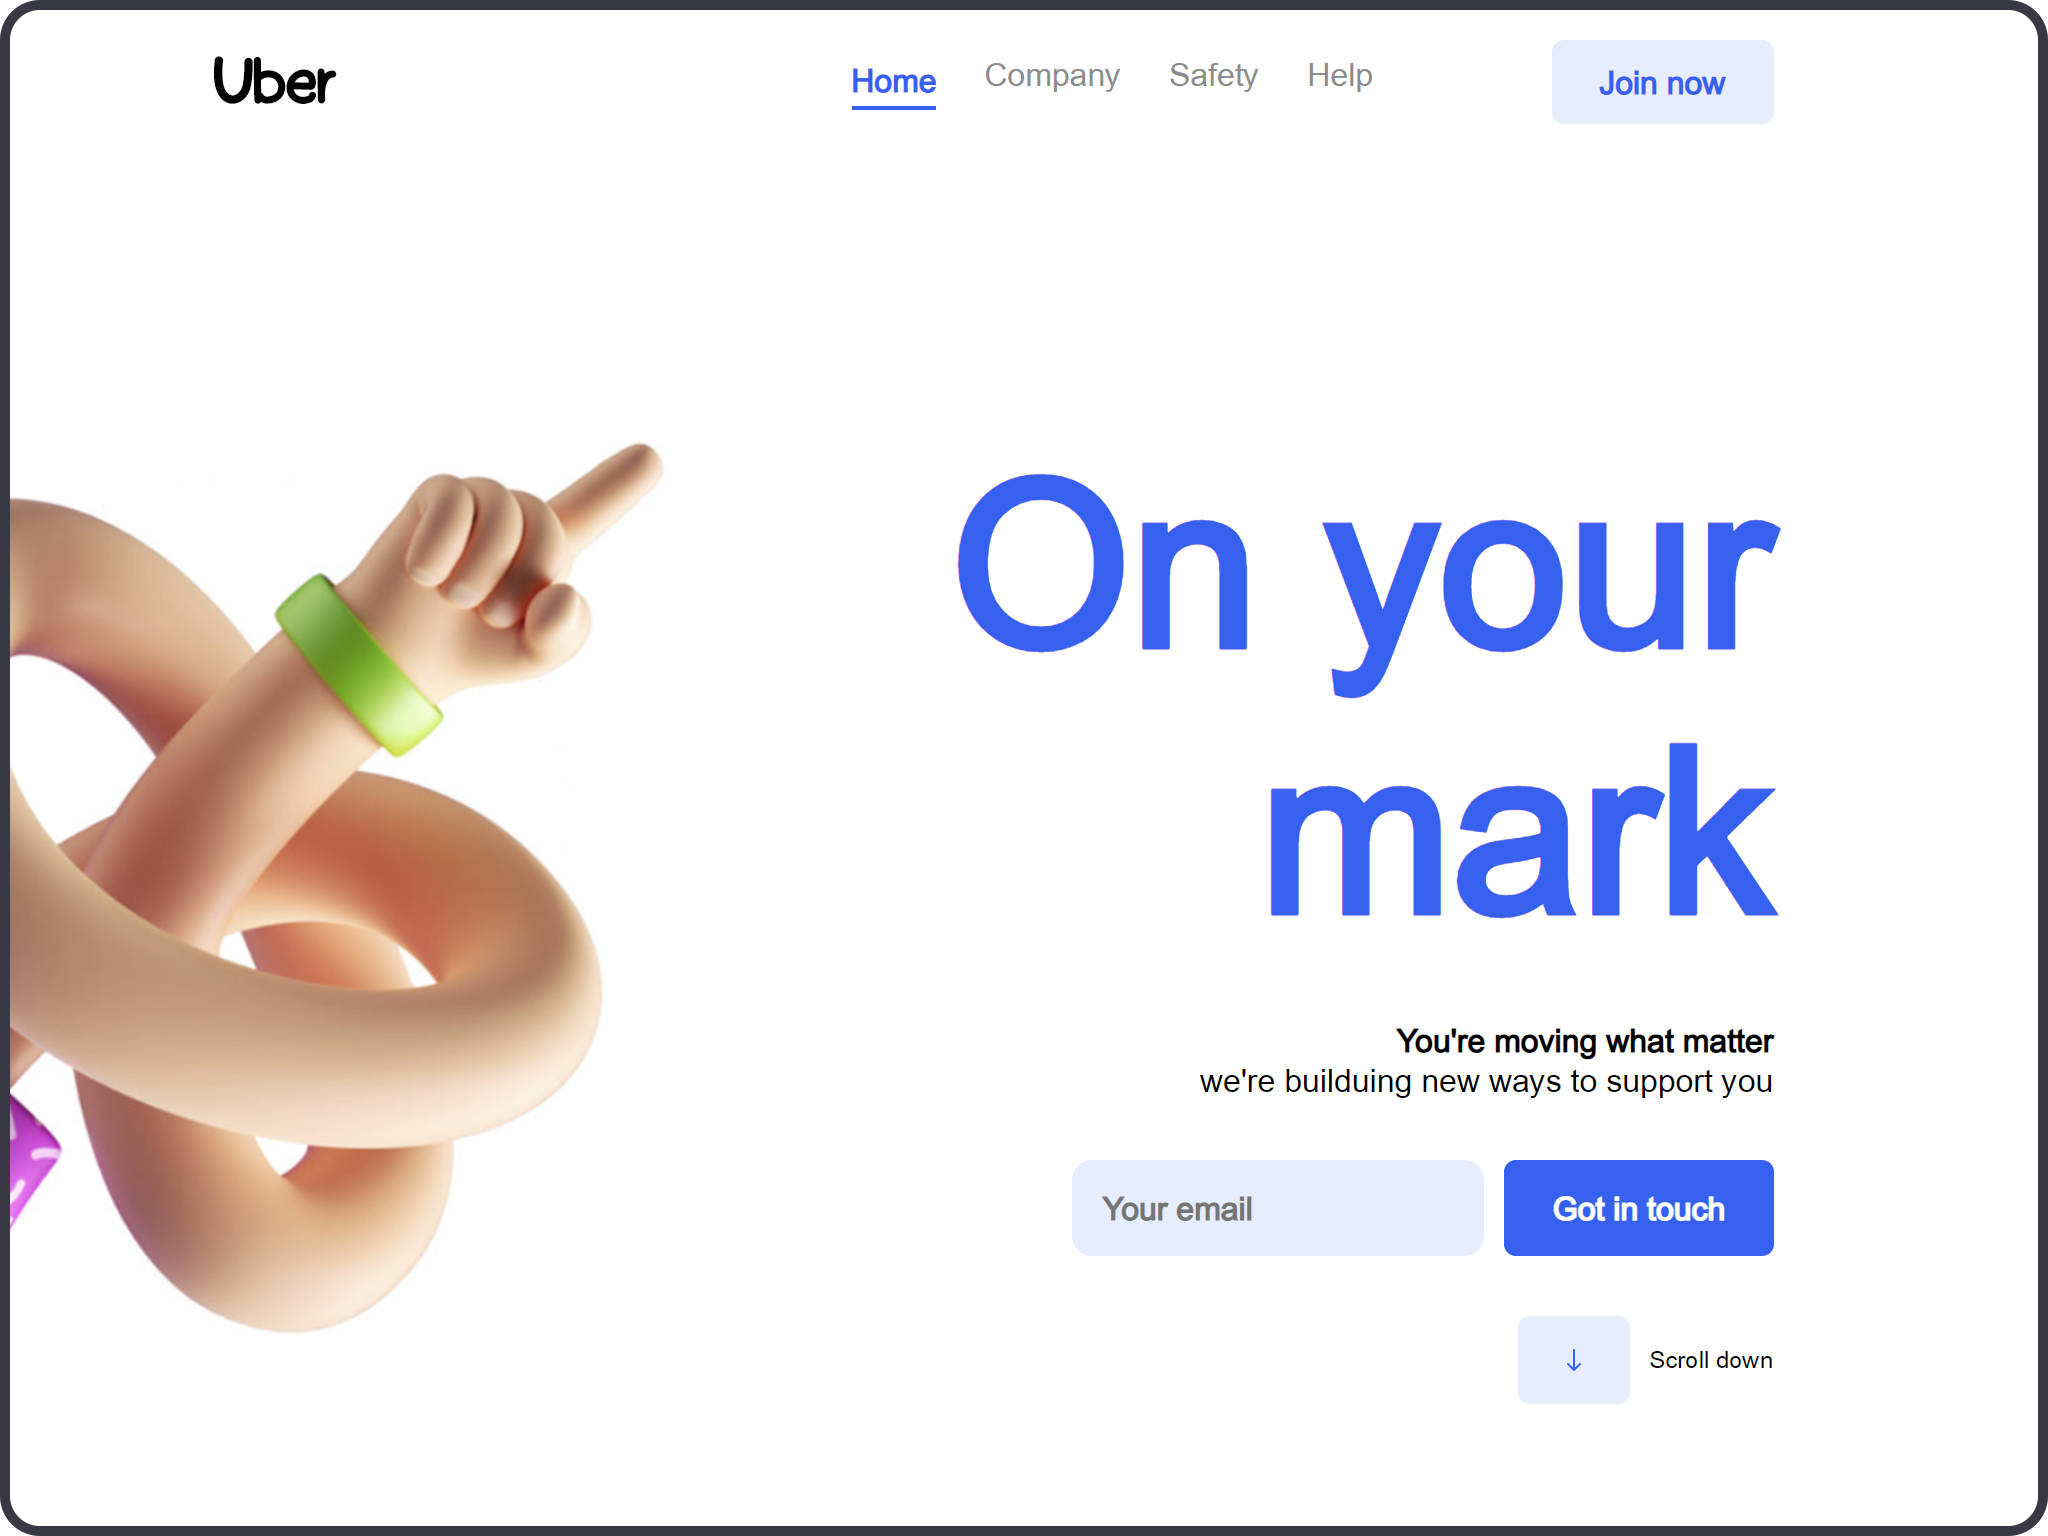 Uber
Home Company Safety Help Join now
On your
mark
You're moving what matter
we're builduing new ways to support you
Your email Got in touch
Scroll down